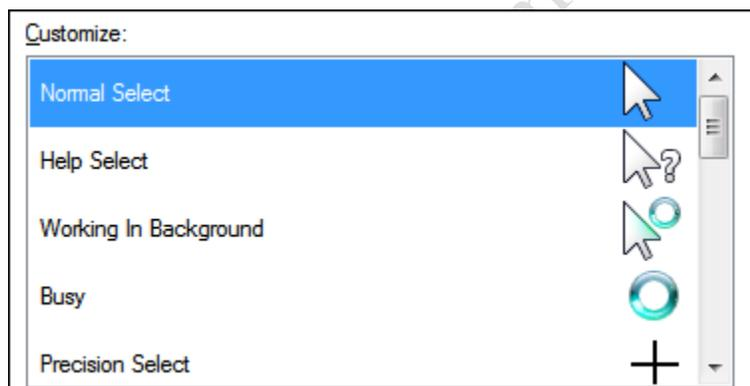 Customize:
Normal Select
Help Select
Working In Background
Busy
Precision Select